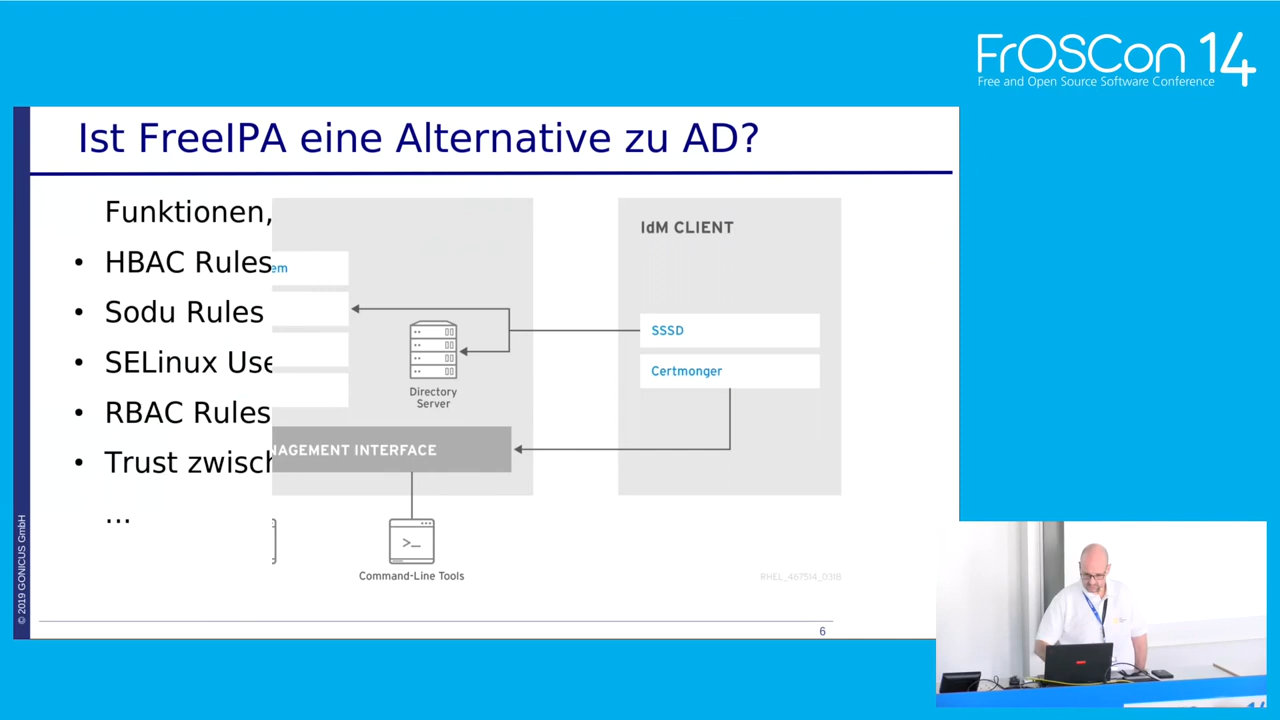 FrOSCon 14
Free and Open Source Software Conference
Ist FreeIPA eine Alternative zu AD?
Funktionen,
• HBAC Rules
• Sodu Rules
• SELinux Use
• RBAC Rules
• Trust zwisch
...
em
IdM CLIENT
SSSD
Certmonger
Directory
Server
NAGEMENT INTERFACE
>_
Command-Line Tools
RHEL_467514_0318
© 2019 GONICUS GmbH
6